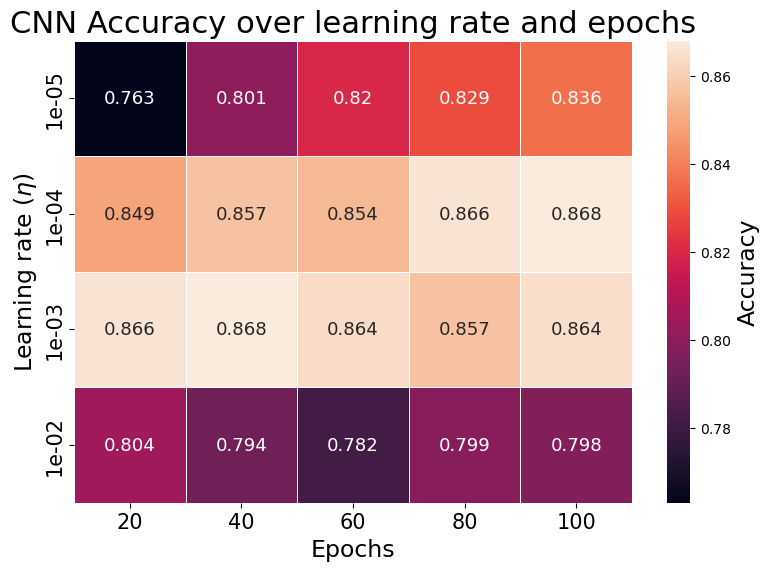 CNN Accuracy over learning rate and epochs
Learning rate (η)
1e-05
0.763 0.801 0.82 0.829 0.836
1e-04
0.849 0.857 0.854 0.866 0.868
1e-03
0.866 0.868 0.864 0.857 0.864
1e-02
0.804 0.794 0.782 0.799 0.798
20 40 60 80 100
Epochs
0.86
0.84
0.82
0.80
0.78
Accuracy